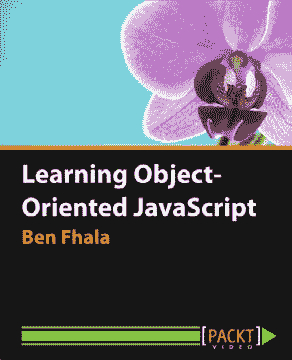 Learning Object-
Oriented JavaScript
Ben Fhala
[PACKT]
VIDEO